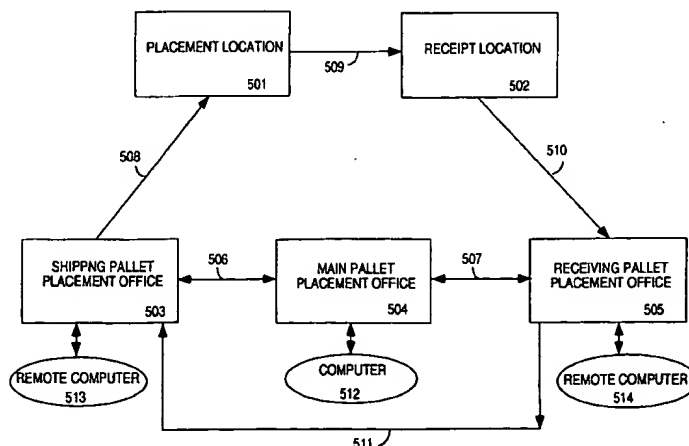 PLACEMENT LOCATION
501
509
RECEIPT LOCATION
502
508
510
SHIPPNG PALLET
PLACEMENT OFFICE
503
506
MAIN PALLET
PLACEMENT OFFICE
504
507
RECEIVING PALLET
PLACEMENT OFFICE
505
REMOTE COMPUTER
513
COMPUTER
512
REMOTE COMPUTER
514
511